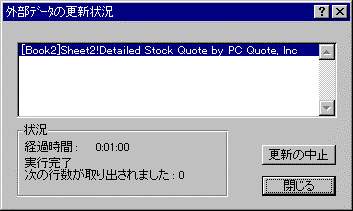 外部ﾃﾞｰﾀの更新状況
[Book2]Sheet2!Detailed Stock Quote by PC Quote, Inc
状況
経過時間： 0:01:00
実行完了
次の行数が取り出されました：0
更新の中止
閉じる